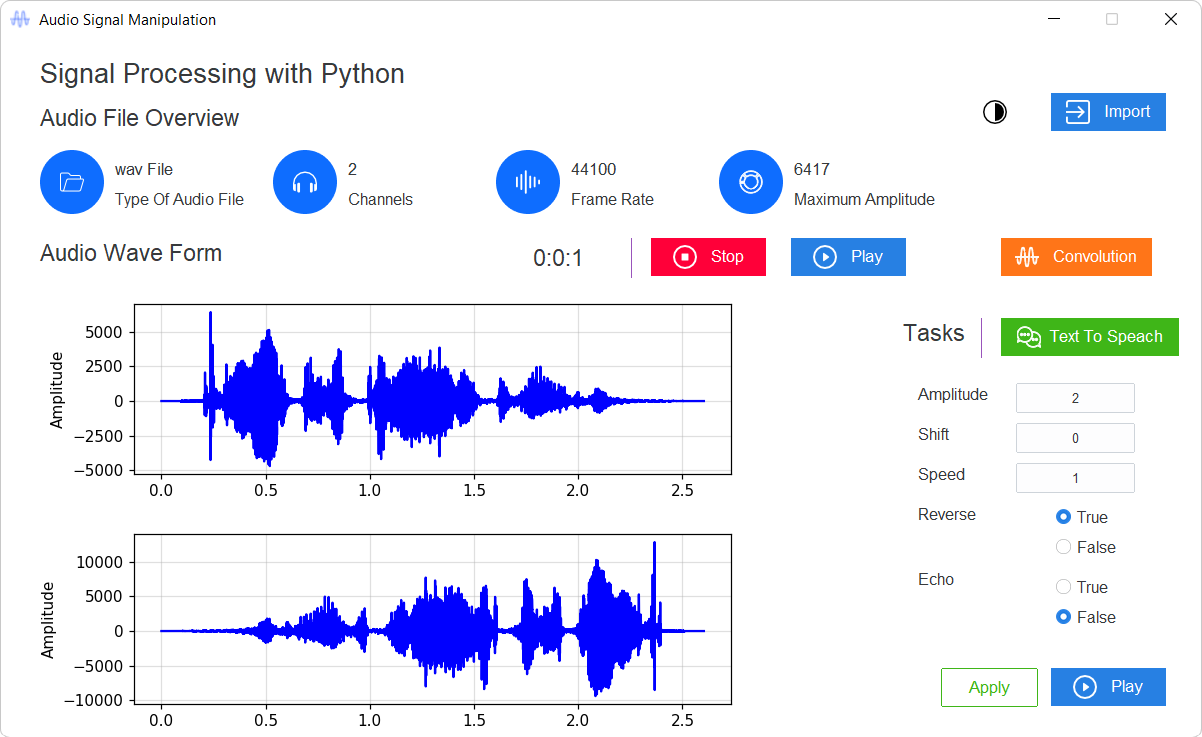 Audio Signal Manipulation
Signal Processing with Python
Audio File Overview
Import
wav File
Type Of Audio File
2
Channels
44100
Frame Rate
6417
Maximum Amplitude
Audio Wave Form
0:0:1
Stop
Play
Convolution
Amplitude
5000
2500
0
−2500
−5000
0.0 0.5 1.0 1.5 2.0 2.5
Amplitude
10000
5000
0
−5000
−10000
0.0 0.5 1.0 1.5 2.0 2.5
Tasks
Text To Speach
Amplitude 2
Shift 0
Speed 1
Reverse True
False
Echo True
False
Apply
Play